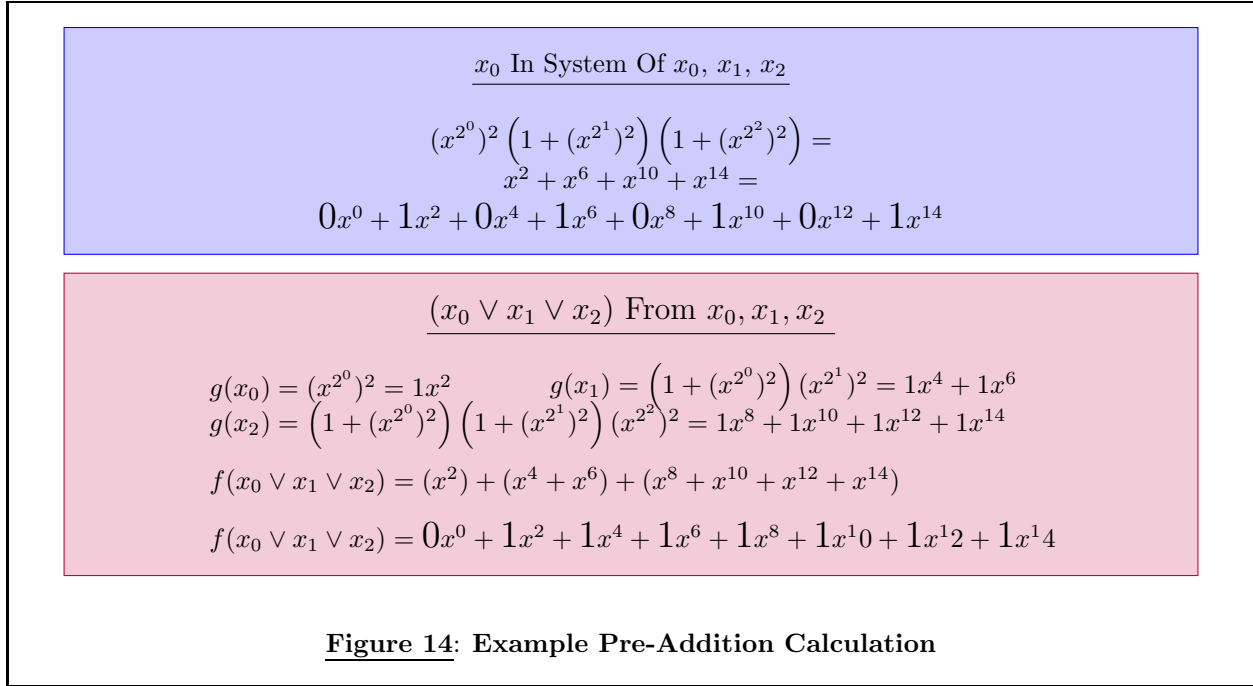 x_0 In System Of x_0, x_1, x_2
(x^{2^0})^2 (1 + (x^{2^1})^2) (1 + (x^{2^2})^2) =
x^2 + x^6 + x^{10} + x^{14} =
0x^0 + 1x^2 + 0x^4 + 1x^6 + 0x^8 + 1x^{10} + 0x^{12} + 1x^{14}
(x_0 ∨ x_1 ∨ x_2) From x_0, x_1, x_2
g(x_0) = (x^{2^0})^2 = 1x^2 g(x_1) = (1 + (x^{2^0})^2) (x^{2^1})^2 = 1x^4 + 1x^6
g(x_2) = (1 + (x^{2^0})^2) (1 + (x^{2^1})^2) (x^{2^2})^2 = 1x^8 + 1x^{10} + 1x^{12} + 1x^{14}
f(x_0 ∨ x_1 ∨ x_2) = (x^2) + (x^4 + x^6) + (x^8 + x^{10} + x^{12} + x^{14})
f(x_0 ∨ x_1 ∨ x_2) = 0x^0 + 1x^2 + 1x^4 + 1x^6 + 1x^8 + 1x^10 + 1x^12 + 1x^14
Figure 14: Example Pre-Addition Calculation